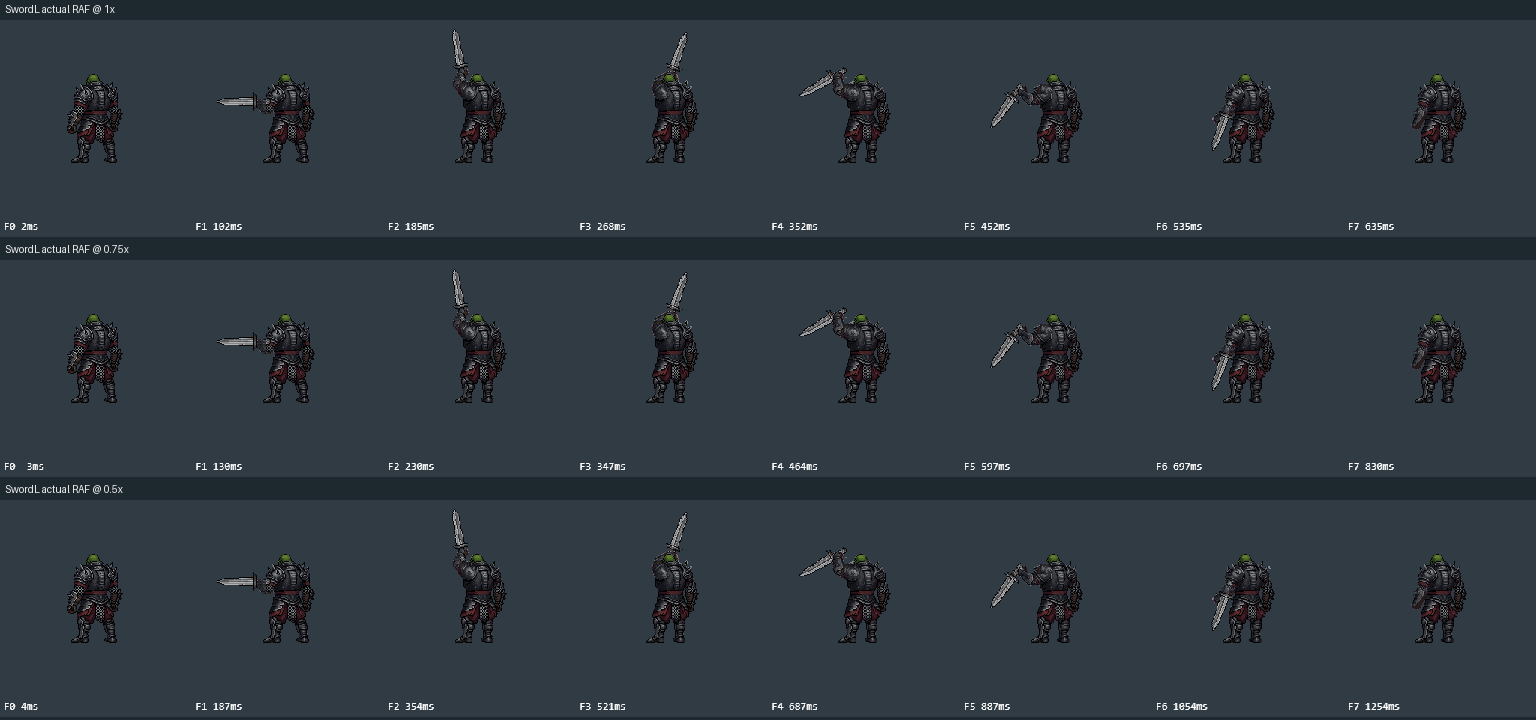 SwordL actual RAF @ 1x
F0 2ms F1 102ms F2 185ms F3 268ms F4 352ms F5 452ms F6 535ms F7 635ms
SwordL actual RAF @ 0.75x
F0 3ms F1 130ms F2 230ms F3 347ms F4 464ms F5 597ms F6 697ms F7 830ms
SwordL actual RAF @ 0.5x
F0 4ms F1 187ms F2 354ms F3 521ms F4 687ms F5 887ms F6 1054ms F7 1254ms